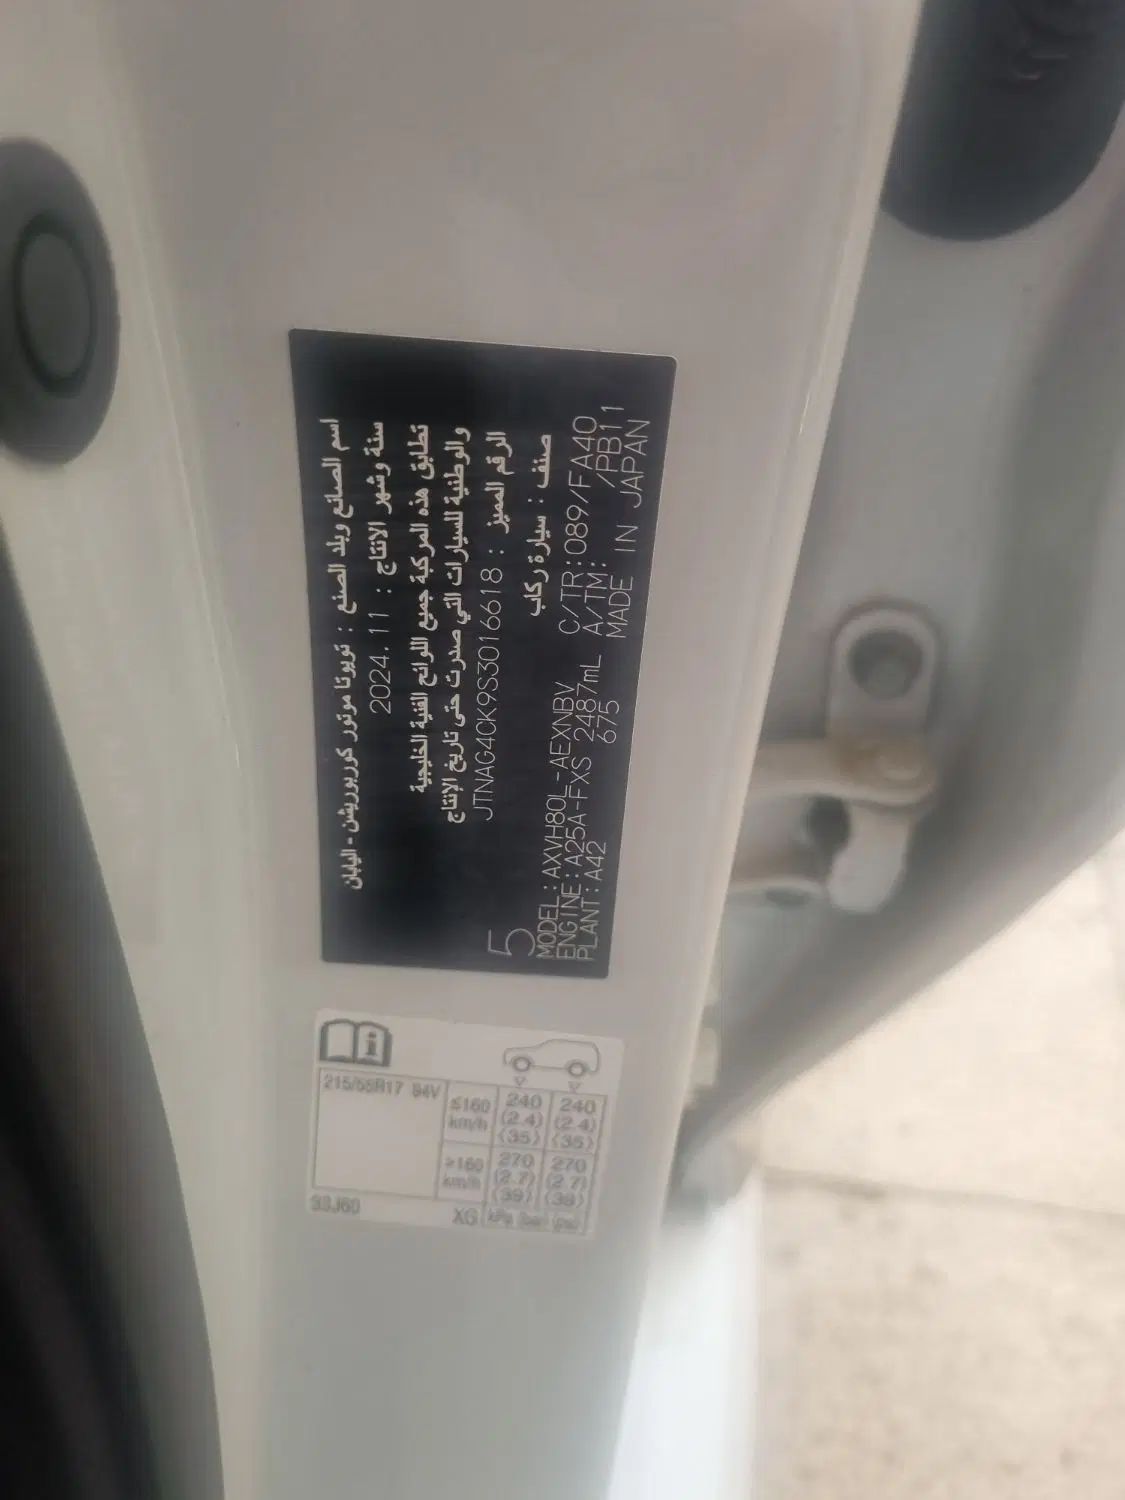 اسم الصانع وبلد الصنع : تويوتا موتور كوربوريشن - اليابان
سنة وشهر الانتاج : 2024.11
تطابق هذه المركبة جميع اللوائح الفنية الخليجية
والوطنية للسيارات التي صدرت حتى تاريخ الإنتاج
الرقم المميز : JTNAG40K9S3016618
صنف : سيارة ركاب
5
MODEL:AXVH80L-AEXNBV C/TR:089/FA40
ENGINE:A25A-FXS 2487mL A/TM: /PB11
PLANT:A42 675 MADE IN JAPAN
i
215/55R17 94V
≤160 km/h 240 (2.4) (35) 240 (2.4) (35)
≥160 km/h 270 (2.7) (39) 270 (2.7) (39)
33J60 XG kPa (bar) (psi)